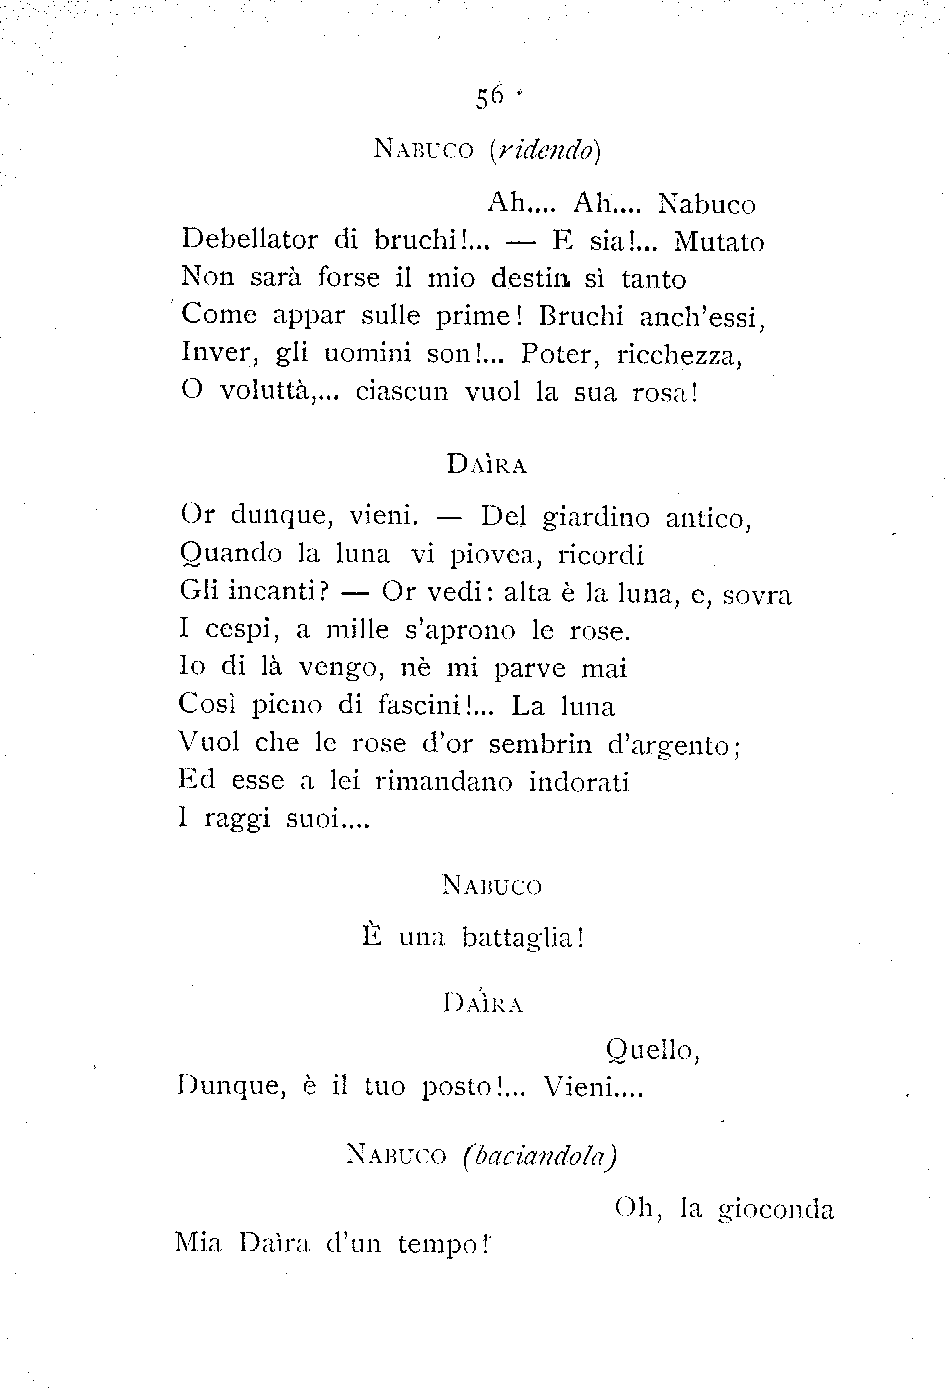 56
NABUCO (ridendo)
Ah.... Ah.... Nabuco
Debellator di bruchi!... — E sia!... Mutato
Non sarà forse il mio destin sì tanto
Come appar sulle prime! Bruchi anch'essi,
Inver, gli uomini son!... Poter, ricchezza,
O voluttà,... ciascun vuol la sua rosa!
DAÌRA
Or dunque, vieni. — Del giardino antico,
Quando la luna vi piovea, ricordi
Gli incanti? — Or vedi: alta è la luna, e, sovra
I cespi, a mille s'aprono le rose.
Io di là vengo, nè mi parve mai
Così pieno di fascini!... La luna
Vuol che le rose d'or sembrin d'argento;
Ed esse a lei rimandano indorati
I raggi suoi....
NABUCO
È una battaglia!
DAÌRA
Quello,
Dunque, è il tuo posto!... Vieni....
NABUCO (baciandola)
Oh, la gioconda
Mia Daìra d'un tempo!